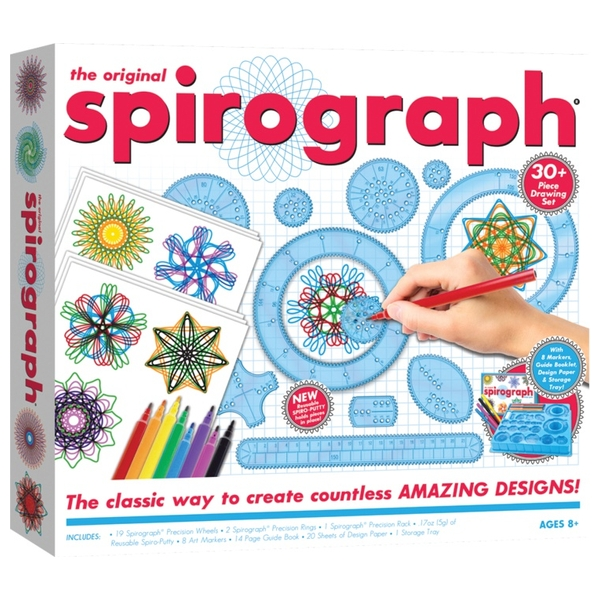 the original
spirograph®
30+
Piece
Drawing
Set
With
8 Markers,
Guide Booklet,
Design Paper
& Storage
Tray!
spirograph
NEW
Reusable
SPIRO-PUTTY
holds pieces
in place!
The classic way to create countless AMAZING DESIGNS!
INCLUDES: • 19 Spirograph® Precision Wheels • 2 Spirograph® Precision Rings • 1 Spirograph® Precision Rack • .17oz (5g) of
Reusable Spiro-Putty • 8 Art Markers • 14 Page Guide Book • 20 Sheets of Design Paper • 1 Storage Tray
AGES 8+
the original
spirograph